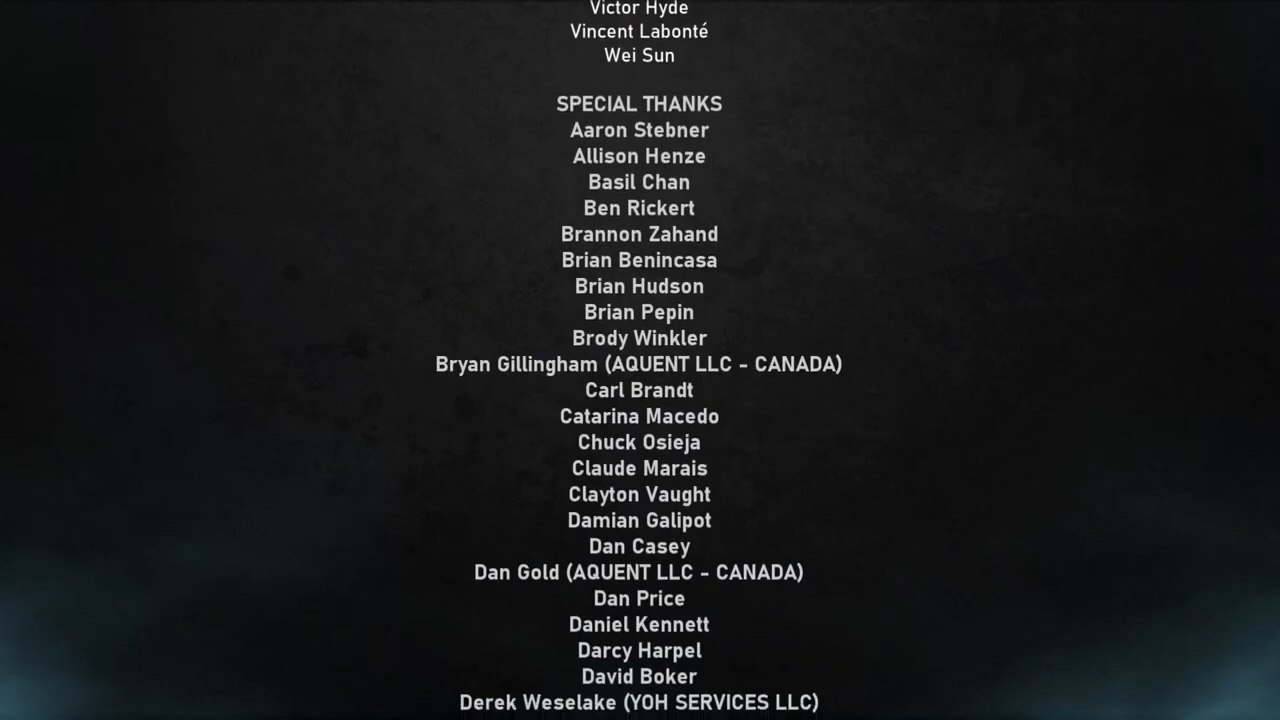 Victor Hyde
Vincent Labonté
Wei Sun
SPECIAL THANKS
Aaron Stebner
Allison Henze
Basil Chan
Ben Rickert
Brannon Zahand
Brian Benincasa
Brian Hudson
Brian Pepin
Brody Winkler
Bryan Gillingham (AQUENT LLC - CANADA)
Carl Brandt
Catarina Macedo
Chuck Osieja
Claude Marais
Clayton Vaught
Damian Galipot
Dan Casey
Dan Gold (AQUENT LLC - CANADA)
Dan Price
Daniel Kennett
Darcy Harpel
David Boker
Derek Weselake (YOH SERVICES LLC)